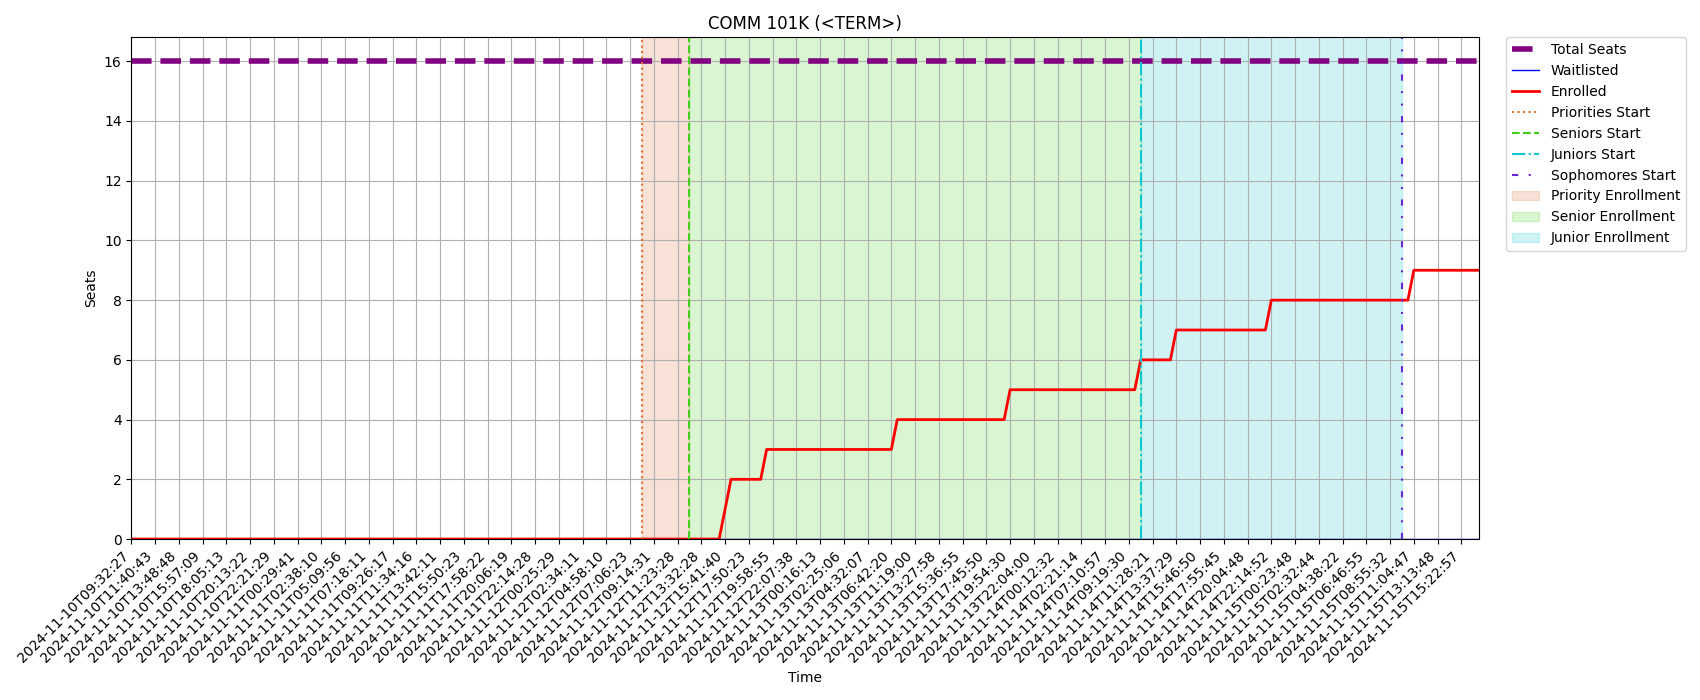 COMM 101K (<TERM>)
Seats
16
14
12
10
8
6
4
2
0
2024-11-10T09:32:27
2024-11-10T11:40:43
2024-11-10T13:48:48
2024-11-10T15:57:09
2024-11-10T18:05:13
2024-11-10T20:13:22
2024-11-10T22:21:29
2024-11-11T00:29:41
2024-11-11T02:38:10
2024-11-11T05:09:56
2024-11-11T07:18:11
2024-11-11T09:26:17
2024-11-11T11:34:16
2024-11-11T13:42:11
2024-11-11T15:50:23
2024-11-11T17:58:22
2024-11-11T20:06:19
2024-11-11T22:14:28
2024-11-12T00:25:29
2024-11-12T02:34:11
2024-11-12T04:58:10
2024-11-12T07:06:23
2024-11-12T09:14:31
2024-11-12T11:23:28
2024-11-12T13:32:28
2024-11-12T15:41:40
2024-11-12T17:50:23
2024-11-12T19:58:55
2024-11-12T22:07:38
2024-11-13T00:16:13
2024-11-13T02:25:06
2024-11-13T04:32:07
2024-11-13T06:42:20
2024-11-13T11:19:00
2024-11-13T13:27:58
2024-11-13T15:36:55
2024-11-13T17:45:50
2024-11-13T19:54:30
2024-11-13T22:04:00
2024-11-14T00:12:32
2024-11-14T02:21:14
2024-11-14T07:10:57
2024-11-14T09:19:30
2024-11-14T11:28:21
2024-11-14T13:37:29
2024-11-14T15:46:50
2024-11-14T17:55:45
2024-11-14T20:04:48
2024-11-14T22:14:52
2024-11-15T00:23:48
2024-11-15T02:32:44
2024-11-15T04:38:22
2024-11-15T06:46:55
2024-11-15T08:55:32
2024-11-15T11:04:47
2024-11-15T13:13:48
2024-11-15T15:22:57
Time
Total Seats
Waitlisted
Enrolled
Priorities Start
Seniors Start
Juniors Start
Sophomores Start
Priority Enrollment
Senior Enrollment
Junior Enrollment